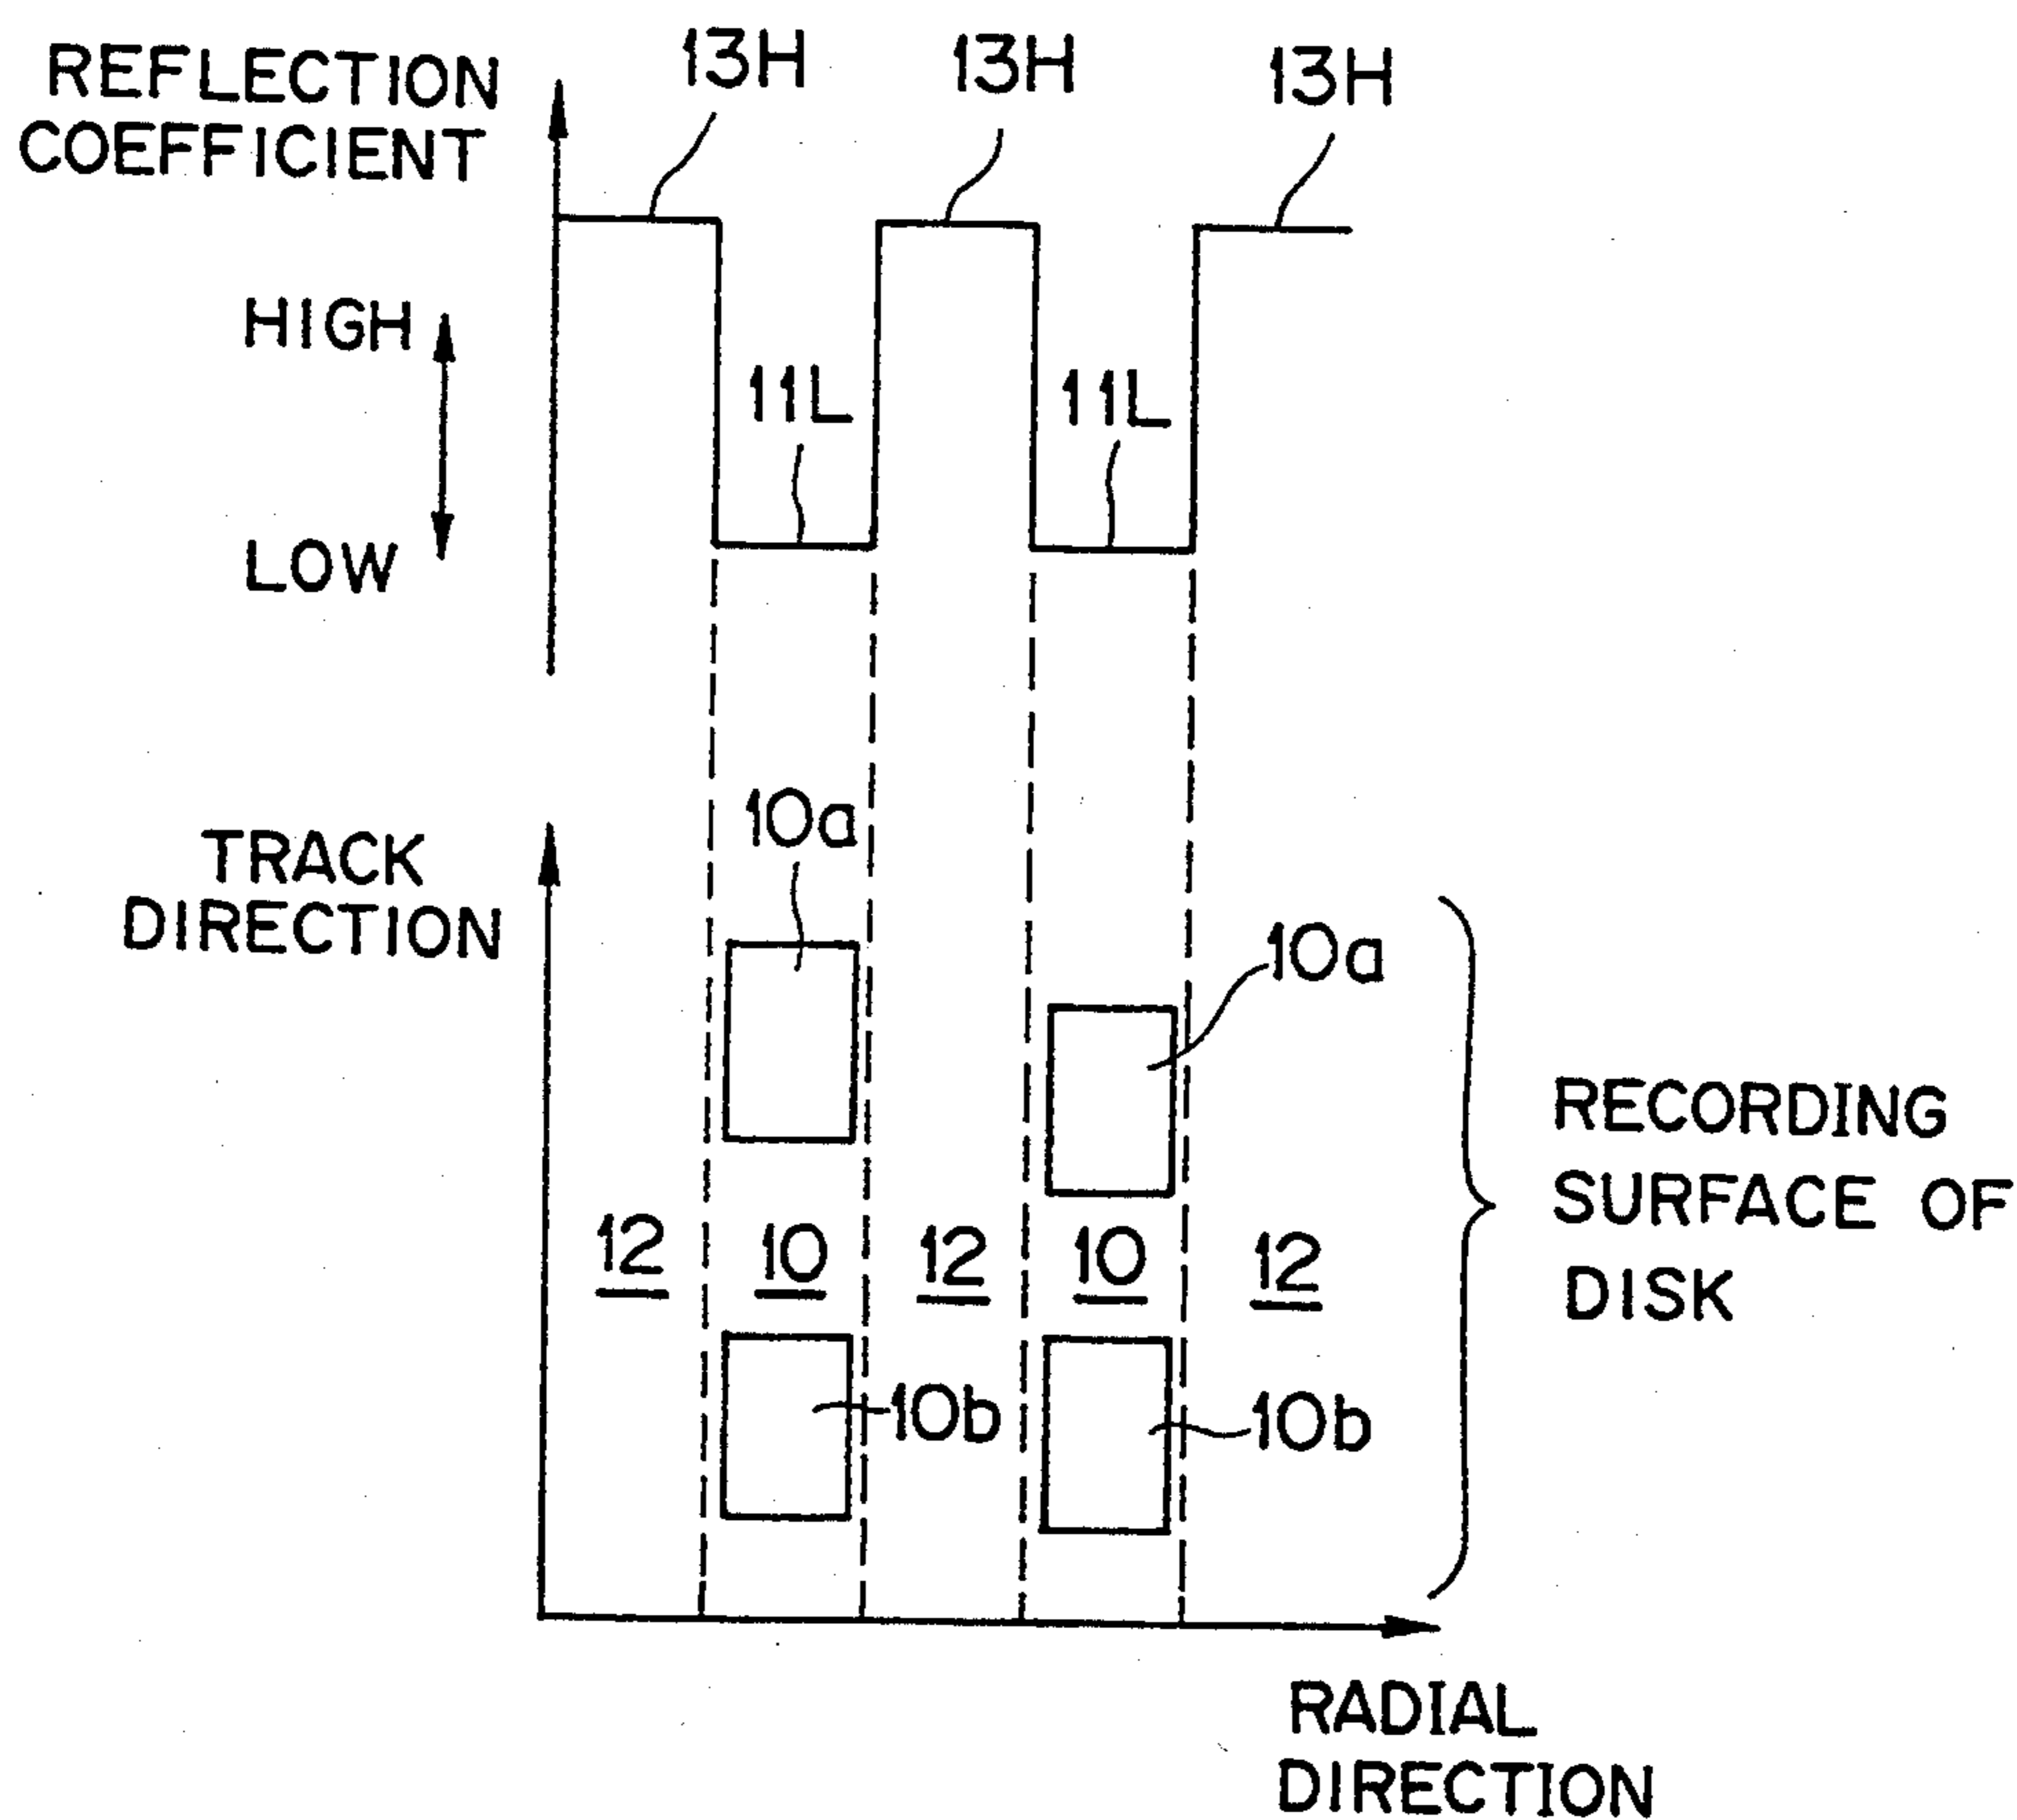 REFLECTION
COEFFICIENT
13H
13H
13H
HIGH
LOW
11L
11L
TRACK
DIRECTION
10a
10a
12
10
12
10
12
10b
10b
RECORDING
SURFACE OF
DISK
RADIAL
DIRECTION